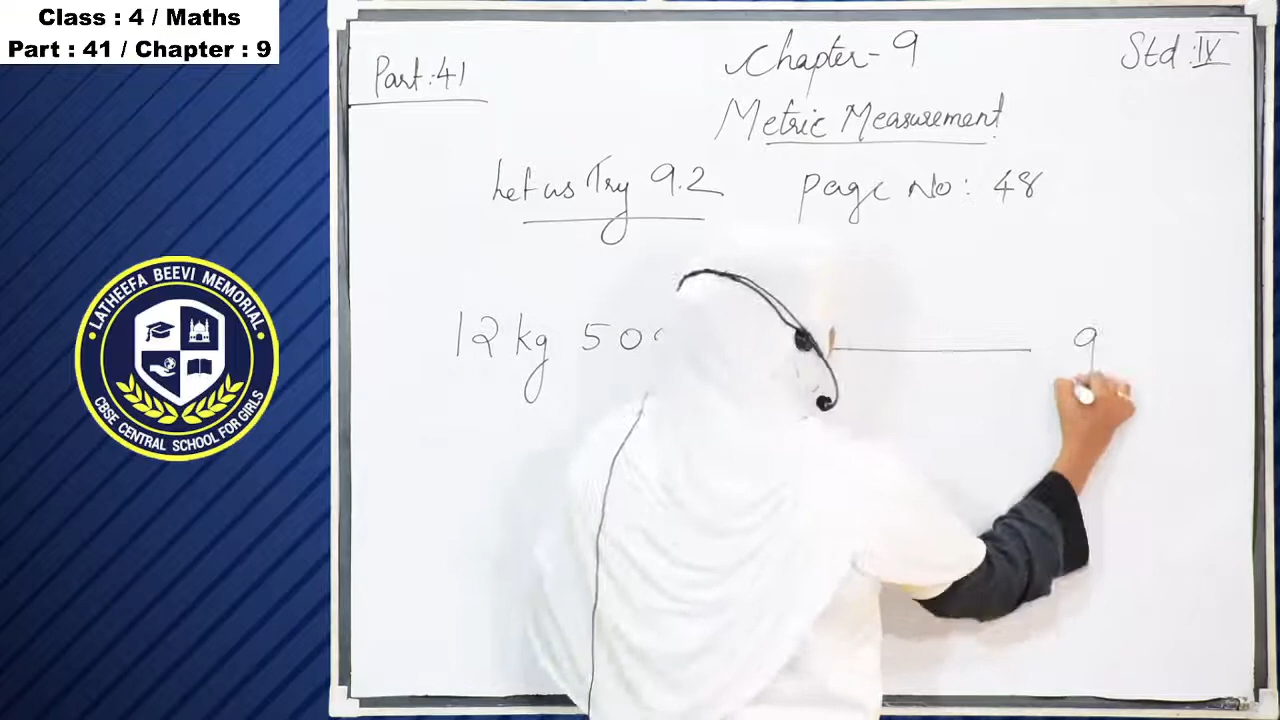 Class : 4 / Maths
Part : 41 / Chapter : 9
Part:41
Chapter-9
Std : IV
Metric Measurement
Let us Try 9.2 Page No: 48
12 kg 50
9
LATHEEFA BEEVI MEMORIAL
CBSE CENTRAL SCHOOL FOR GIRLS